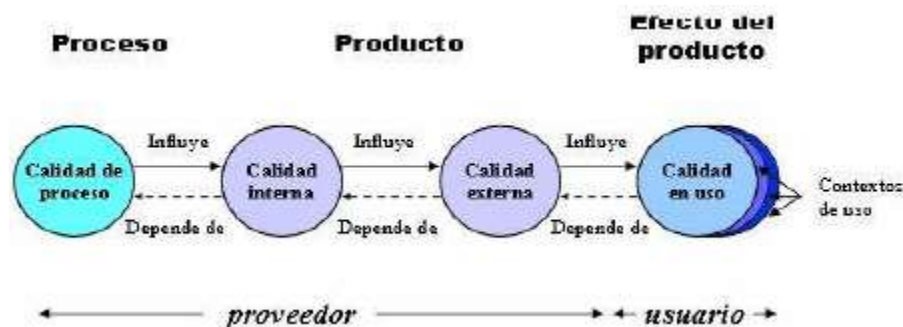 Proceso
Producto
Efecto del
producto
Influye
Influye
Influye
Calidad de
proceso
Calidad
interna
Calidad
externa
Calidad
en uso
Contextos
de uso
Depende de
Depende de
Depende de
proveedor
usuario